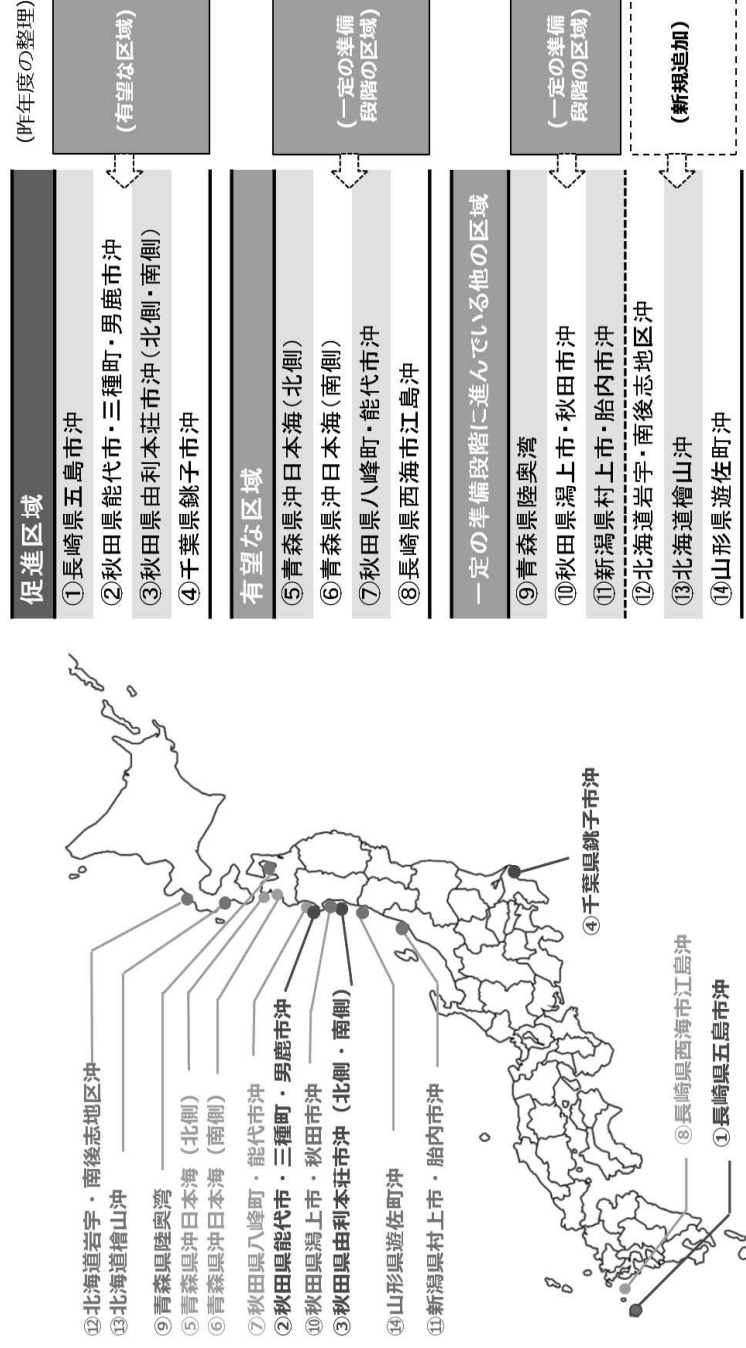 ⑫北海道岩宇・南後志地区沖
⑬北海道檜山沖
⑨青森県陸奥湾
⑤青森県沖日本海（北側）
⑥青森県沖日本海（南側）
⑦秋田県八峰町・能代市沖
②秋田県能代市・三種町・男鹿市沖
⑩秋田県潟上市・秋田市沖
③秋田県由利本荘市沖（北側・南側）
⑭山形県遊佐町沖
⑪新潟県村上市・胎内市沖
④千葉県銚子市沖
⑧長崎県西海市江島沖
①長崎県五島市沖
(昨年度の整理)
促進区域
①長崎県五島市沖
②秋田県能代市・三種町・男鹿市沖
③秋田県由利本荘市沖(北側・南側)
④千葉県銚子市沖
(有望な区域)
有望な区域
⑤青森県沖日本海(北側)
⑥青森県沖日本海(南側)
⑦秋田県八峰町・能代市沖
⑧長崎県西海市江島沖
(一定の準備
段階の区域)
一定の準備段階に進んでいる他の区域
⑨青森県陸奥湾
⑩秋田県潟上市・秋田市沖
⑪新潟県村上市・胎内市沖
(一定の準備
段階の区域)
⑫北海道岩宇・南後志地区沖
⑬北海道檜山沖
⑭山形県遊佐町沖
(新規追加)